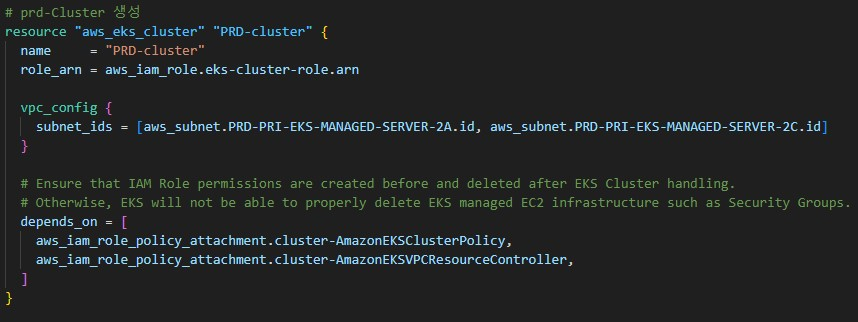 # prd-Cluster 생성
resource "aws_eks_cluster" "PRD-cluster" {
  name     = "PRD-cluster"
  role_arn = aws_iam_role.eks-cluster-role.arn

  vpc_config {
    subnet_ids = [aws_subnet.PRD-PRI-EKS-MANAGED-SERVER-2A.id, aws_subnet.PRD-PRI-EKS-MANAGED-SERVER-2C.id]
  }

  # Ensure that IAM Role permissions are created before and deleted after EKS Cluster handling.
  # Otherwise, EKS will not be able to properly delete EKS managed EC2 infrastructure such as Security Groups.
  depends_on = [
    aws_iam_role_policy_attachment.cluster-AmazonEKSClusterPolicy,
    aws_iam_role_policy_attachment.cluster-AmazonEKSVPCResourceController,
  ]
}